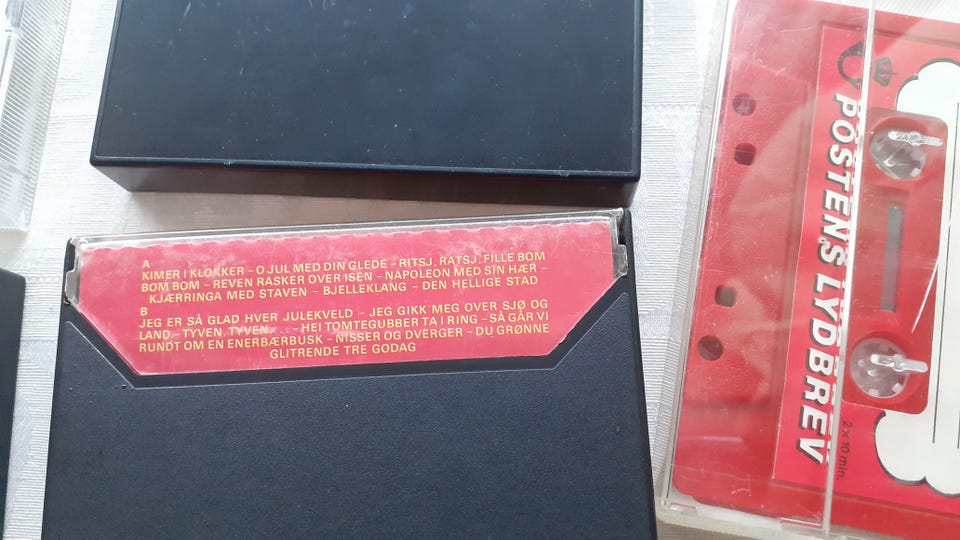 A
KIMER I KLOKKER – O JUL MED DIN GLEDE – RITSJ, RATSJ, FILLE BOM
BOM BOM – REVEN RASKER OVER ISEN – NAPOLEON MED SIN HÆR –
KJÆRRINGA MED STAVEN – BJELLEKLANG – DEN HELLIGE STAD
B
JEG ER SÅ GLAD HVER JULEKVELD – JEG GIKK MEG OVER SJØ OG
LAND – TYVEN, TYVEN. . . . – HEI TOMTEGUBBER TA I RING – SÅ GÅR VI
RUNDT OM EN ENERBÆRBUSK – NISSER OG DVERGER – DU GRØNNE
GLITRENDE TRE GODAG
POSTENS LYDBREV
2 x 10 min.